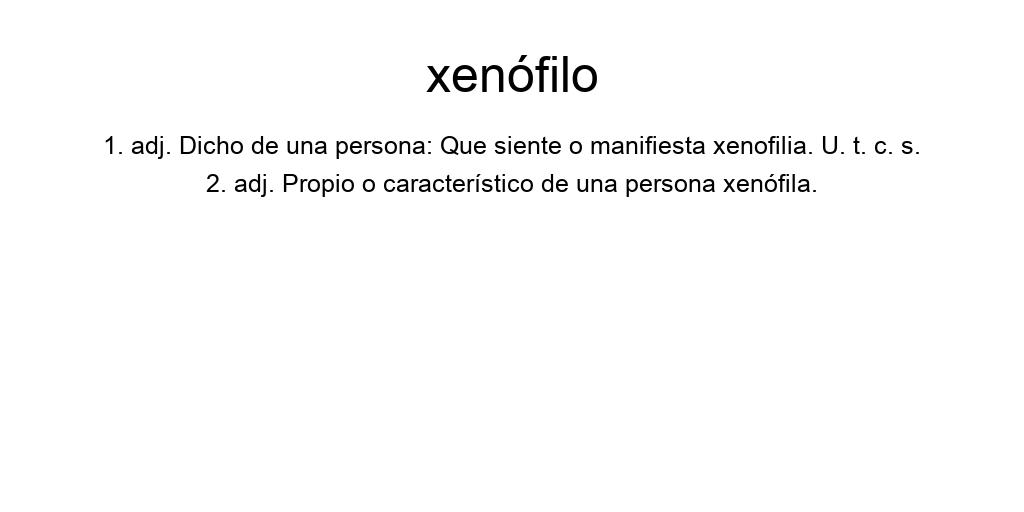 xenófilo
1. adj. Dicho de una persona: Que siente o manifiesta xenofilia. U. t. c. s.
2. adj. Propio o característico de una persona xenófila.